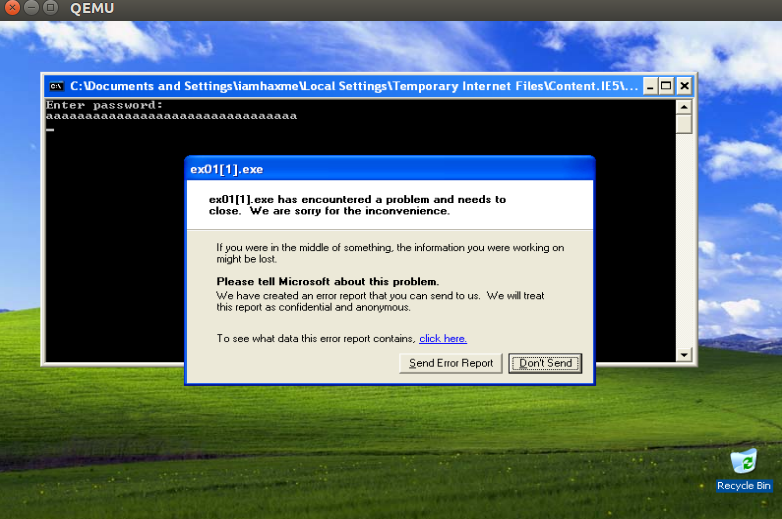 QEMU
C:\Documents and Settings\iamhaxme\Local Settings\Temporary Internet Files\Content.IE5\...
Enter password:
aaaaaaaaaaaaaaaaaaaaaaaaaaaaaaaa
ex01[1].exe
ex01[1].exe has encountered a problem and needs to
close. We are sorry for the inconvenience.
If you were in the middle of something, the information you were working on
might be lost.
Please tell Microsoft about this problem.
We have created an error report that you can send to us. We will treat
this report as confidential and anonymous.
To see what data this error report contains, click here.
Send Error Report Don't Send
Recycle Bin